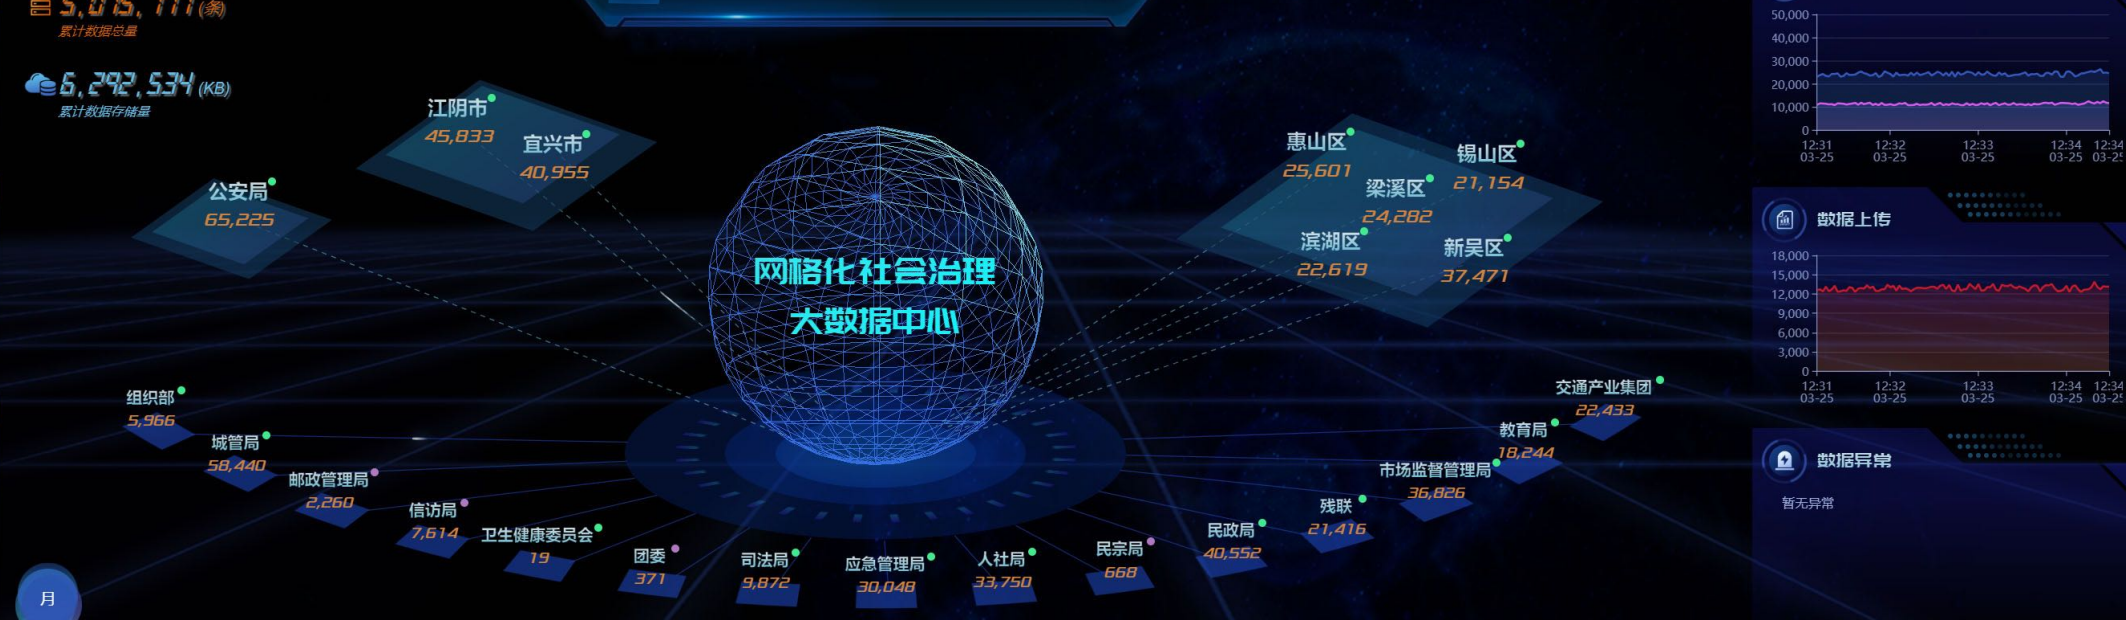 (条)
累计数据总量
6,292,534 (KB)
累计数据存储量
江阴市
45,833
宜兴市
40,955
公安局
65,225
网格化社会治理
大数据中心
惠山区
25,601
锡山区
21,154
梁溪区
24,282
滨湖区
22,619
新吴区
37,471
组织部
5,966
城管局
58,440
邮政管理局
2,260
信访局
7,614
卫生健康委员会
19
团委
371
司法局
9,872
应急管理局
30,048
人社局
33,750
民宗局
668
民政局
40,552
残联
21,416
市场监督管理局
36,826
教育局
18,244
交通产业集团
22,433
月
50,000
40,000
30,000
20,000
10,000
0
12:31 12:32 12:33 12:34 12:34
03-25 03-25 03-25 03-25 03-25
数据上传
18,000
15,000
12,000
9,000
6,000
3,000
0
12:31 12:32 12:33 12:34 12:34
03-25 03-25 03-25 03-25 03-25
数据异常
暂无异常